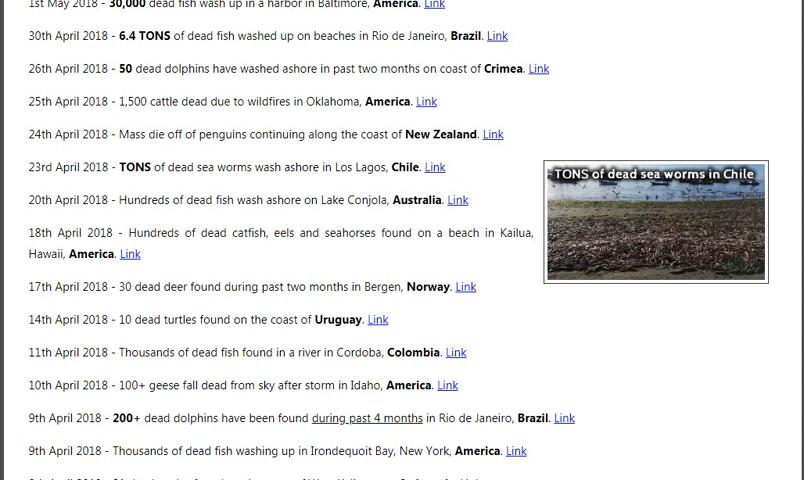 1st May 2018 - 30,000 dead fish wash up in a harbor in Baltimore, America. Link
30th April 2018 - 6.4 TONS of dead fish washed up on beaches in Rio de Janeiro, Brazil. Link
26th April 2018 - 50 dead dolphins have washed ashore in past two months on coast of Crimea. Link
25th April 2018 - 1,500 cattle dead due to wildfires in Oklahoma, America. Link
24th April 2018 - Mass die off of penguins continuing along the coast of New Zealand. Link
23rd April 2018 - TONS of dead sea worms wash ashore in Los Lagos, Chile. Link
TONS of dead sea worms in Chile
20th April 2018 - Hundreds of dead fish wash ashore on Lake Conjola, Australia. Link
18th April 2018 - Hundreds of dead catfish, eels and seahorses found on a beach in Kailua,
Hawaii, America. Link
17th April 2018 - 30 dead deer found during past two months in Bergen, Norway. Link
14th April 2018 - 10 dead turtles found on the coast of Uruguay. Link
11th April 2018 - Thousands of dead fish found in a river in Cordoba, Colombia. Link
10th April 2018 - 100+ geese fall dead from sky after storm in Idaho, America. Link
9th April 2018 - 200+ dead dolphins have been found during past 4 months in Rio de Janeiro, Brazil. Link
9th April 2018 - Thousands of dead fish washing up in Irondequoit Bay, New York, America. Link